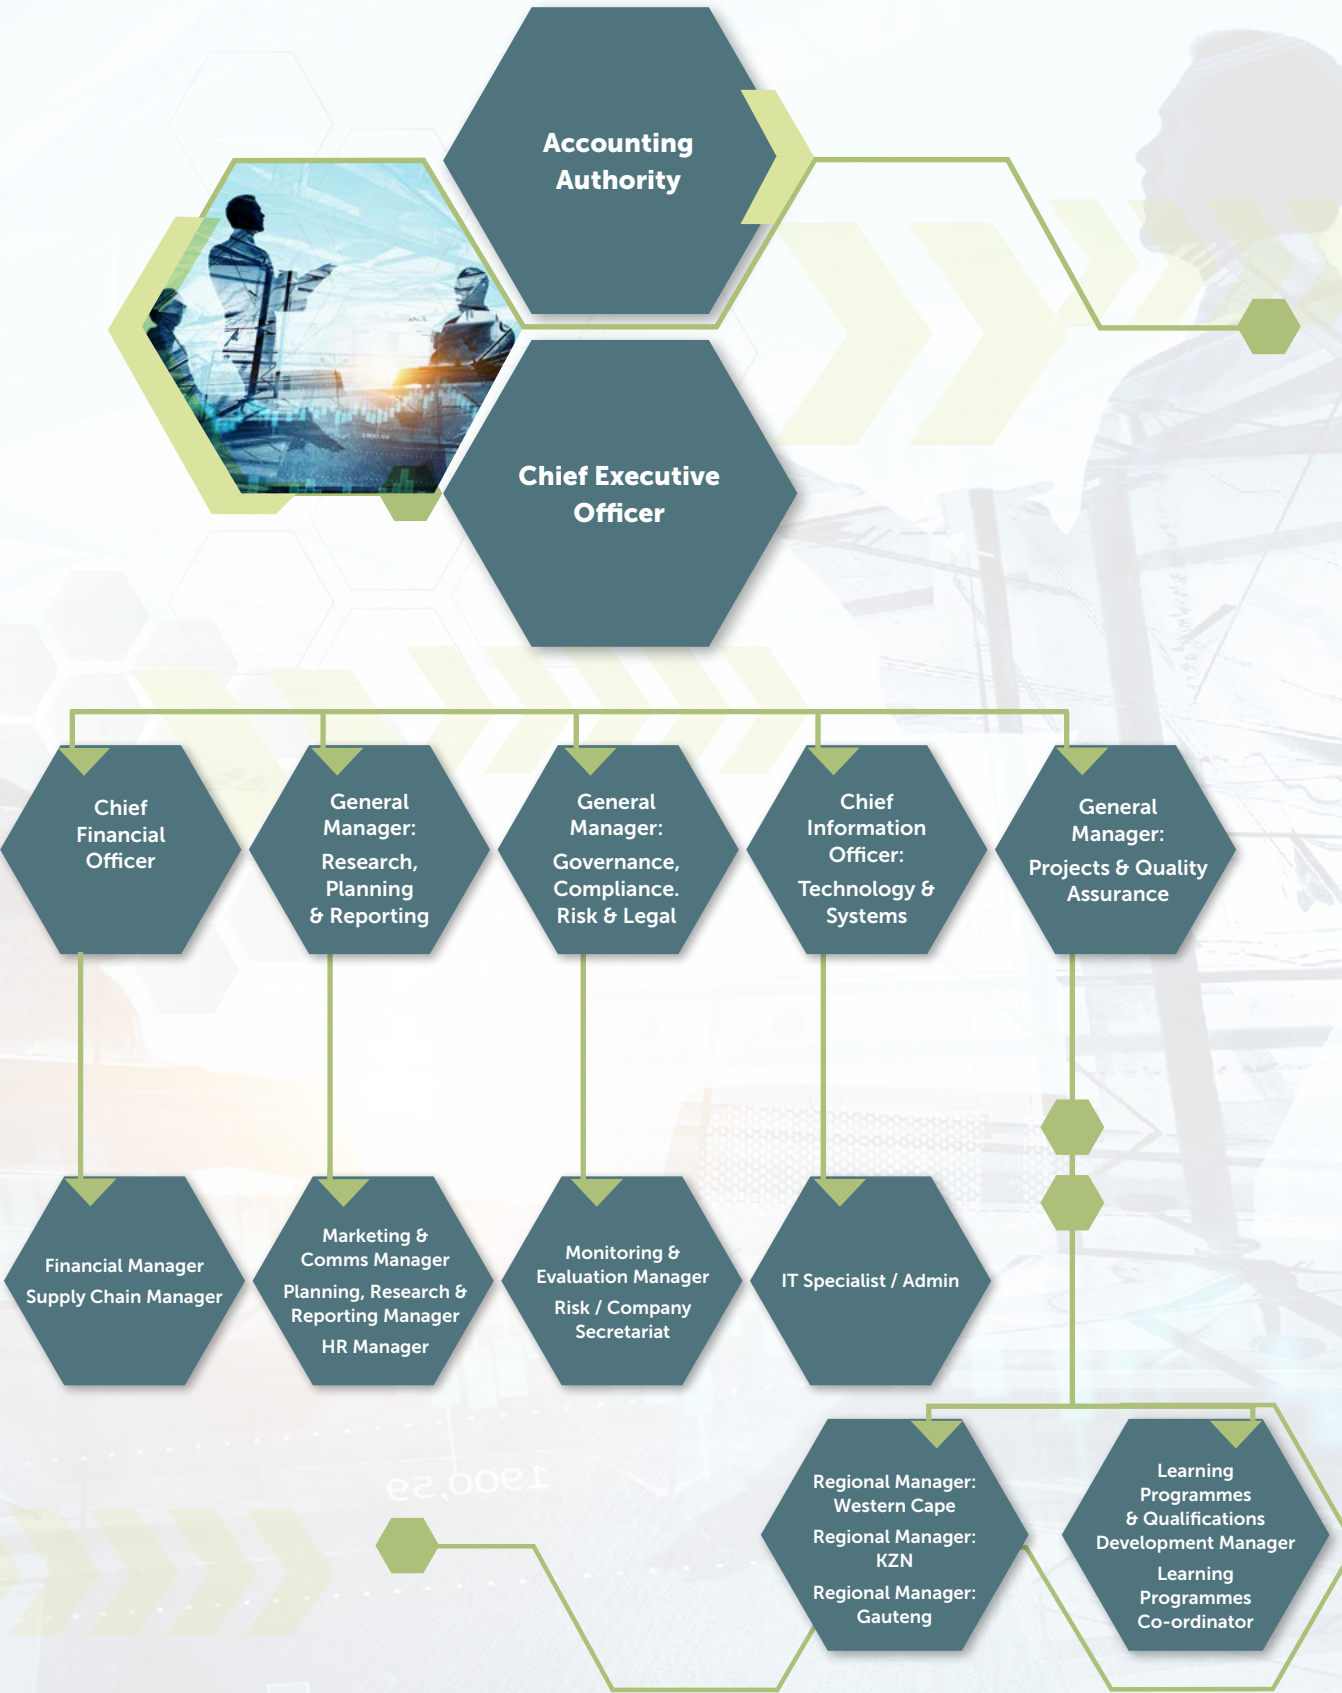 Accounting
Authority
Chief Executive
Officer
Chief
Financial
Officer
General
Manager:
Research,
Planning
& Reporting
General
Manager:
Governance,
Compliance.
Risk & Legal
Chief
Information
Officer:
Technology &
Systems
General
Manager:
Projects & Quality
Assurance
Financial Manager
Supply Chain Manager
Marketing &
Comms Manager
Planning, Research &
Reporting Manager
HR Manager
Monitoring &
Evaluation Manager
Risk / Company
Secretariat
IT Specialist / Admin
Regional Manager:
Western Cape
Regional Manager:
KZN
Regional Manager:
Gauteng
Learning
Programmes
& Qualifications
Development Manager
Learning
Programmes
Co-ordinator
1900,59